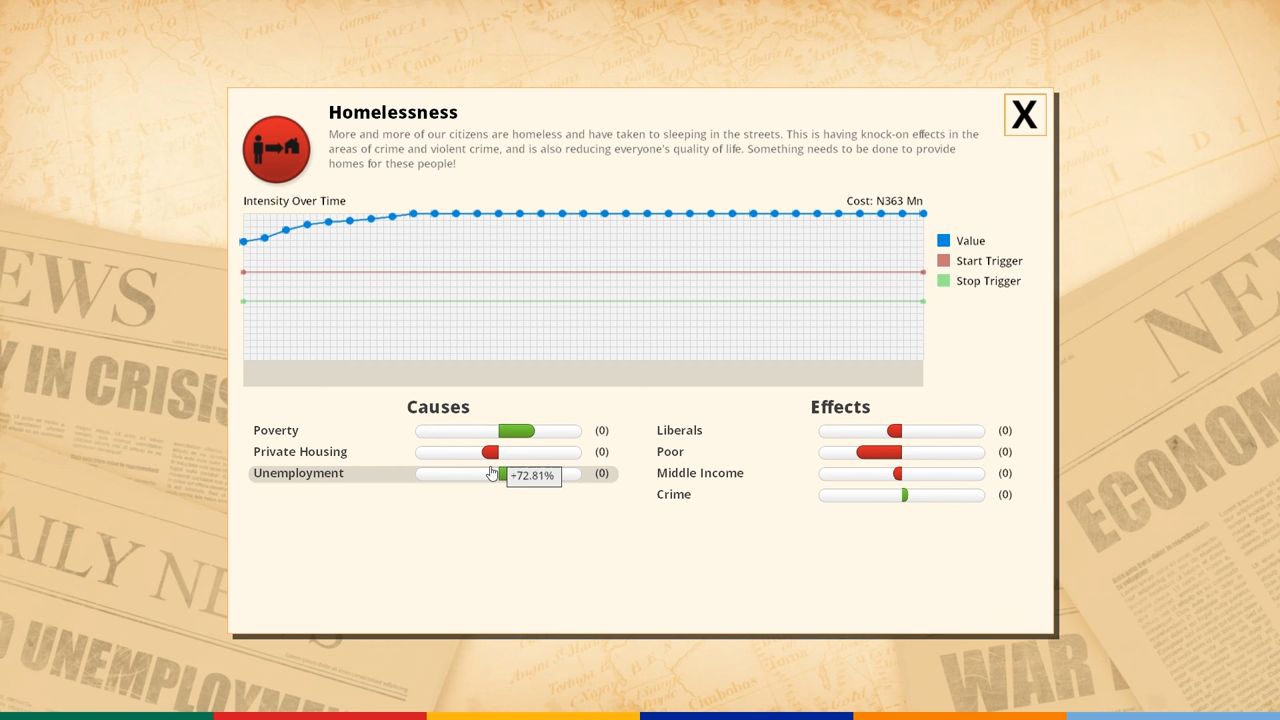 Homelessness
X
More and more of our citizens are homeless and have taken to sleeping in the streets. This is having knock-on effects in the
areas of crime and violent crime, and is also reducing everyone's quality of life. Something needs to be done to provide
homes for these people!
Intensity Over Time
Cost: N363 Mn
Value
Start Trigger
Stop Trigger
Causes
Effects
Poverty (0)
Liberals (0)
Private Housing (0)
Poor (0)
Unemployment (0)
+72.81%
Middle Income (0)
Crime (0)
EWS
Y IN CRISIS
AILY NE
UNEMPLOYM
NE
ECONOM
WAR